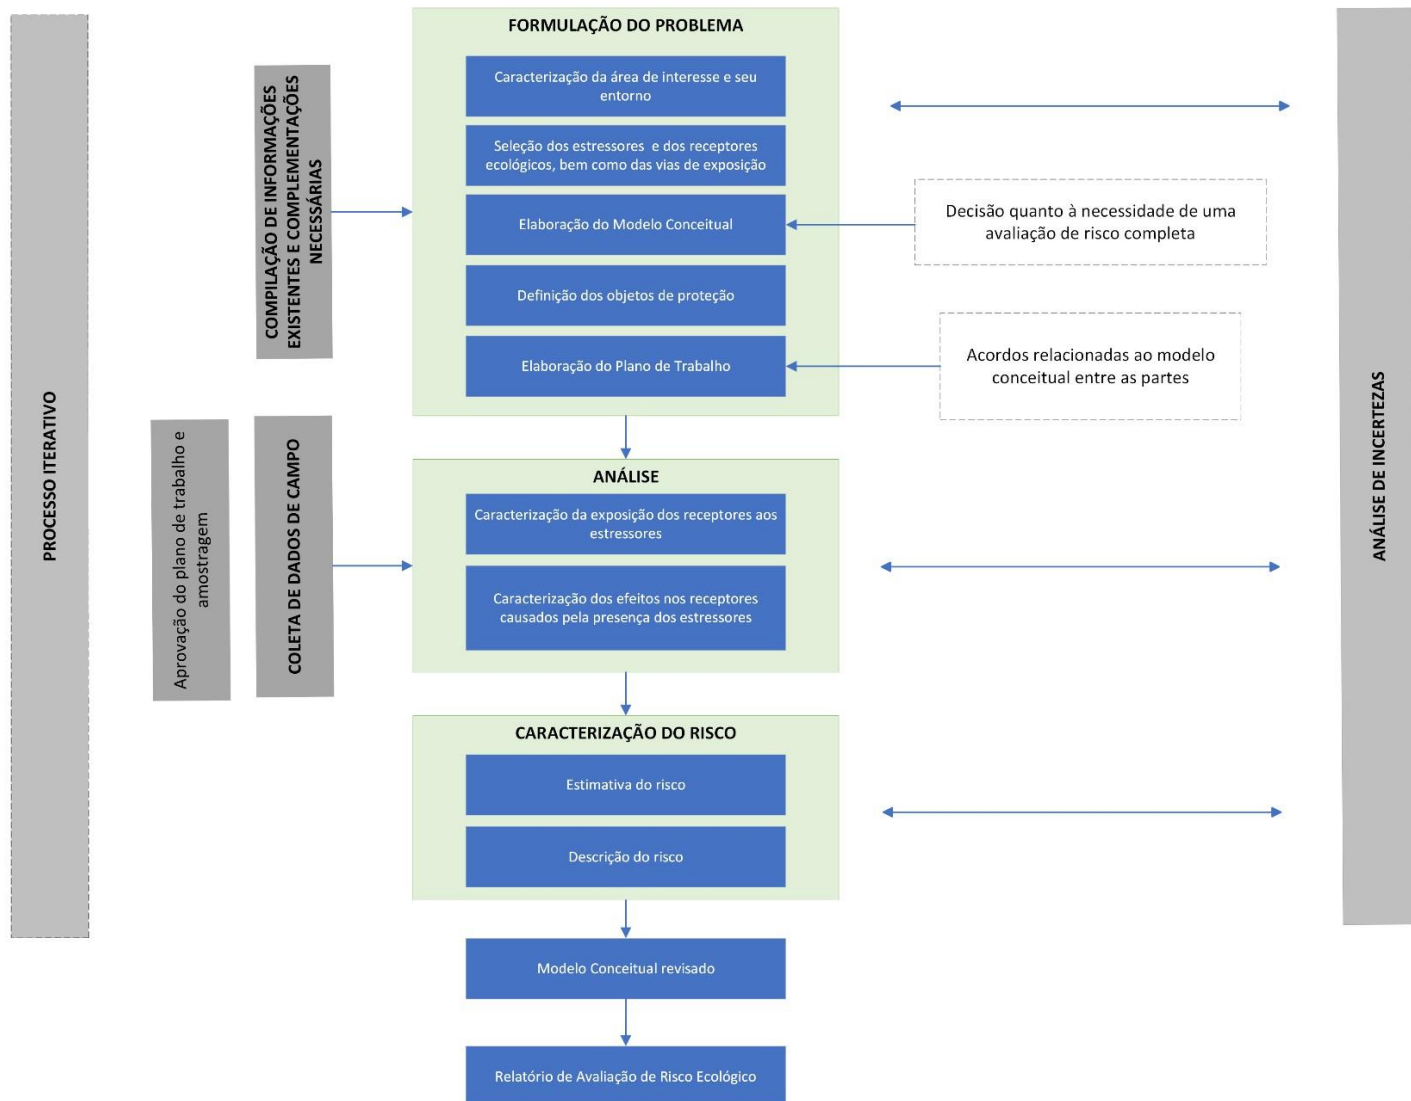 FORMULAÇÃO DO PROBLEMA
Caracterização da área de interesse e seu
entorno
Seleção dos estressores e dos receptores
ecológicos, bem como das vias de exposição
Elaboração do Modelo Conceitual
Definição dos objetos de proteção
Elaboração do Plano de Trabalho
COMPILAÇÃO DE INFORMAÇÕES
EXISTENTES E COMPLEMENTAÇÕES
NECESSÁRIAS
Decisão quanto à necessidade de uma
avaliação de risco completa
Acordos relacionadas ao modelo
conceitual entre as partes
PROCESSO ITERATIVO
Aprovação do plano de trabalho e
amostragem
COLETA DE DADOS DE CAMPO
ANÁLISE
Caracterização da exposição dos receptores aos
estressores
Caracterização dos efeitos nos receptores
causados pela presença dos estressores
ANÁLISE DE INCERTEZAS
CARACTERIZAÇÃO DO RISCO
Estimativa do risco
Descrição do risco
Modelo Conceitual revisado
Relatório de Avaliação de Risco Ecológico